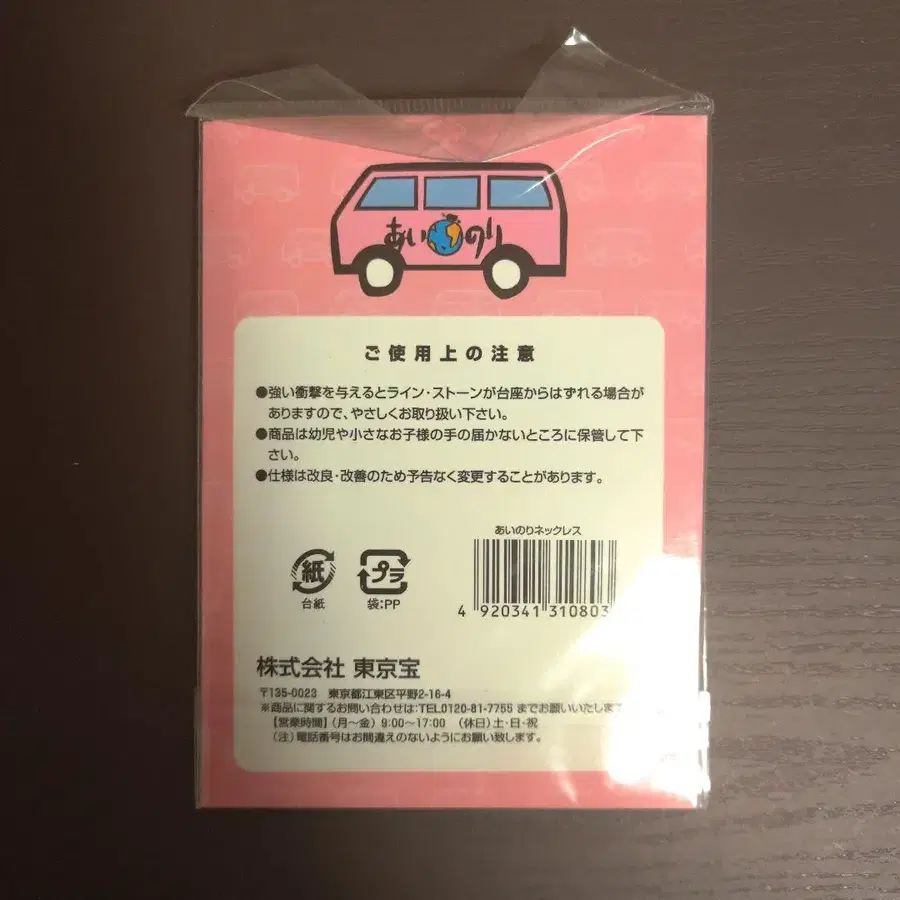 あいのり
ご使用上の注意
●強い衝撃を与えるとライン・ストーンが台座からはずれる場合が
ありますので、やさしくお取り扱い下さい。
●商品は幼児や小さなお子様の手の届かないところに保管して下
さい。
●仕様は改良・改善のため予告なく変更することがあります。
あいのりネックレス
紙
台紙
プラ
袋:PP
4 920341 310803
株式会社 東京宝
〒135-0023 東京都江東区平野2-16-4
※商品に関するお問い合わせは:TEL0120-81-7755 までお願いいたします
【営業時間】(月〜金) 9:00〜17:00 (休日)土・日・祝
(注)電話番号はお間違えのないようにお願い致します。